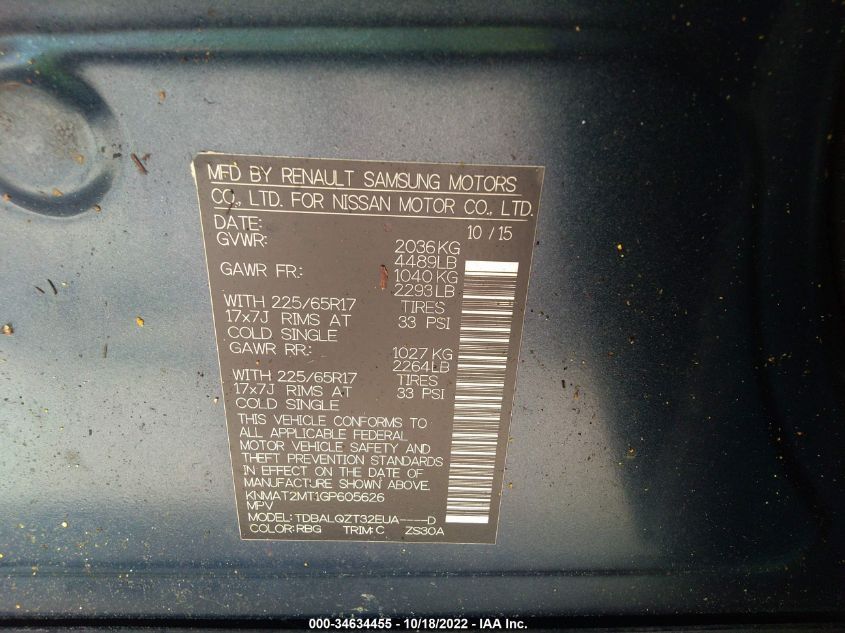 MFD BY RENAULT SAMSUNG MOTORS
CO., LTD. FOR NISSAN MOTOR CO., LTD.
DATE: 10 / 15
GVWR: 2036KG
4489LB
GAWR FR.: 1040 KG
2293LB
WITH 225/65R17 TIRES
17x7J RIMS AT 33 PSI
COLD SINGLE
GAWR RR.: 1027 KG
2264LB
WITH 225/65R17 TIRES
17x7J RIMS AT 33 PSI
COLD SINGLE
THIS VEHICLE CONFORMS TO
ALL APPLICABLE FEDERAL
MOTOR VEHICLE SAFETY AND
THEFT PREVENTION STANDARDS
IN EFFECT ON THE DATE OF
MANUFACTURE SHOWN ABOVE.
KNMAT2MT1GP605626
MPV
MODEL: TDBALQZT32EUA----D
COLOR:RBG TRIM:C ZS30A
000-34634455 - 10/18/2022 - IAA Inc.